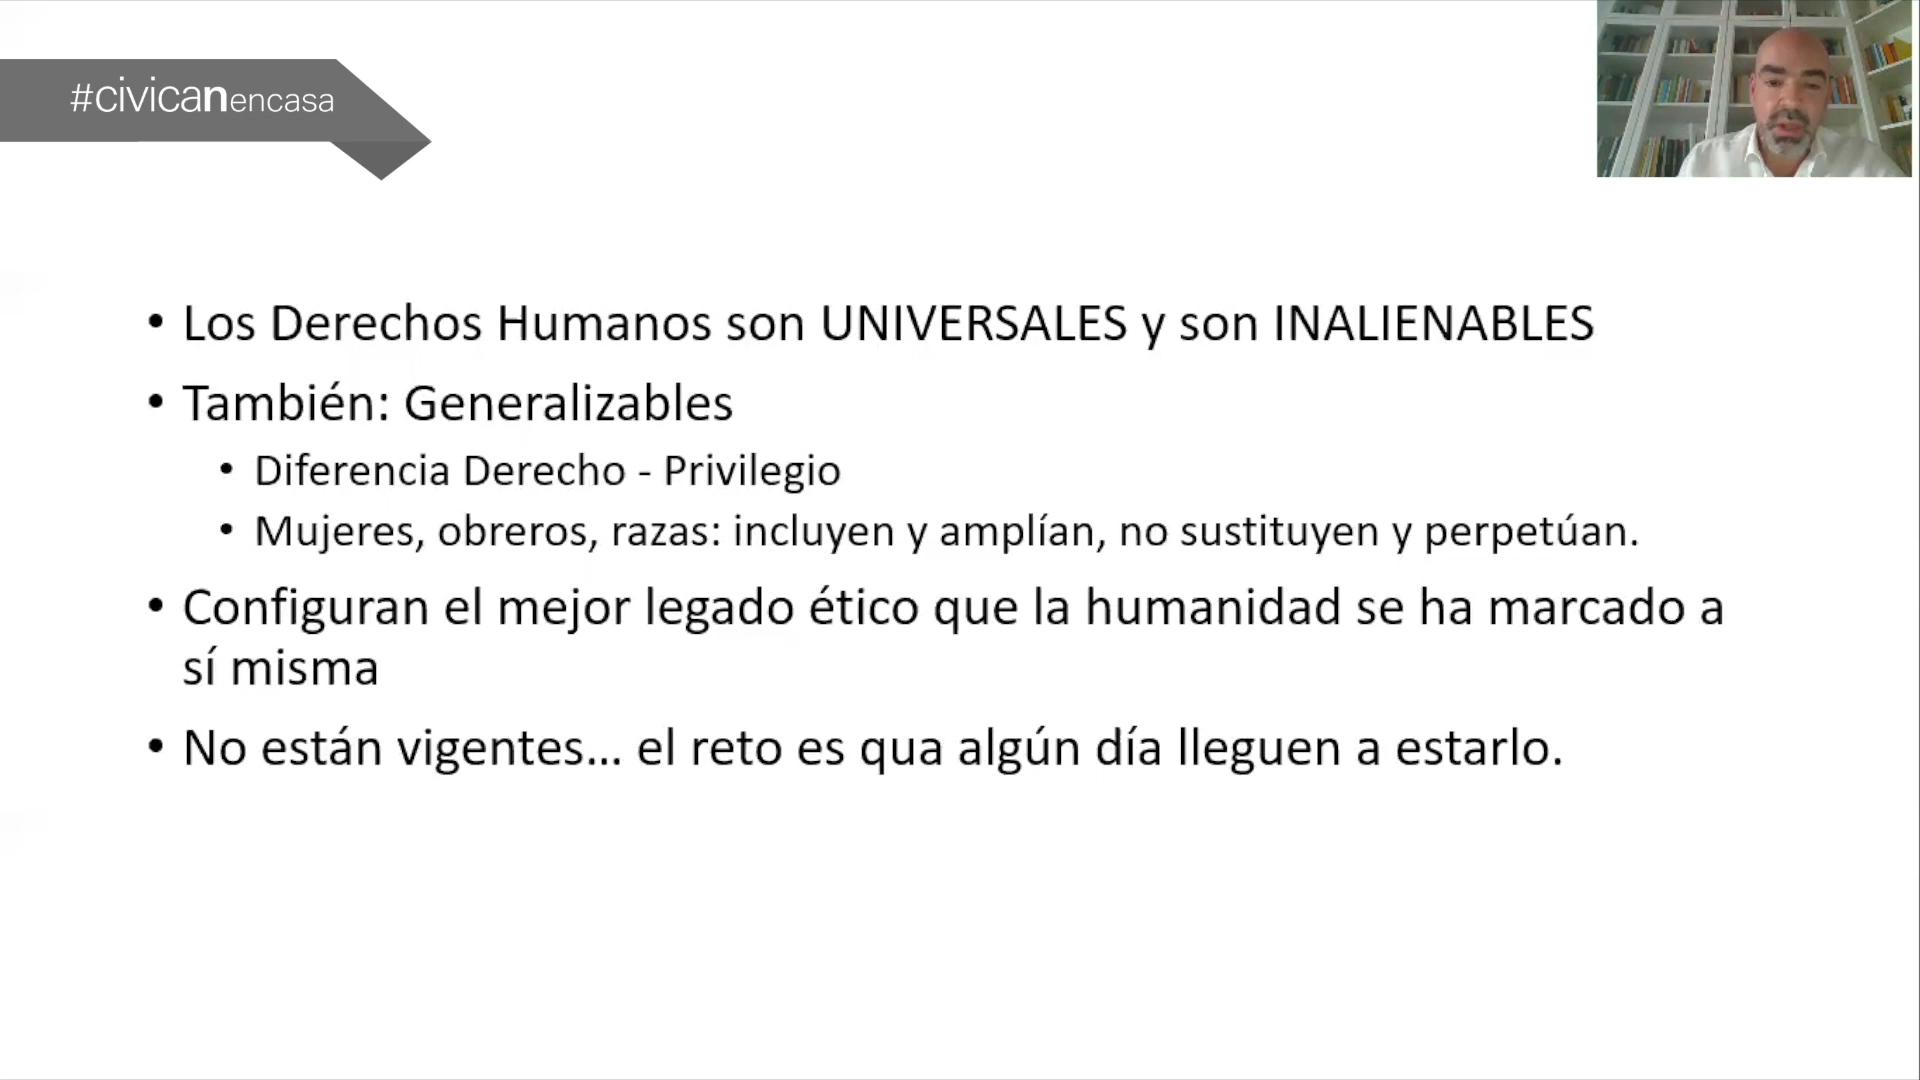 #civicanencasa
• Los Derechos Humanos son UNIVERSALES y son INALIENABLES
• También: Generalizables
• Diferencia Derecho - Privilegio
• Mujeres, obreros, razas: incluyen y amplían, no sustituyen y perpetúan.
• Configuran el mejor legado ético que la humanidad se ha marcado a
sí misma
• No están vigentes... el reto es qua algún día lleguen a estarlo.